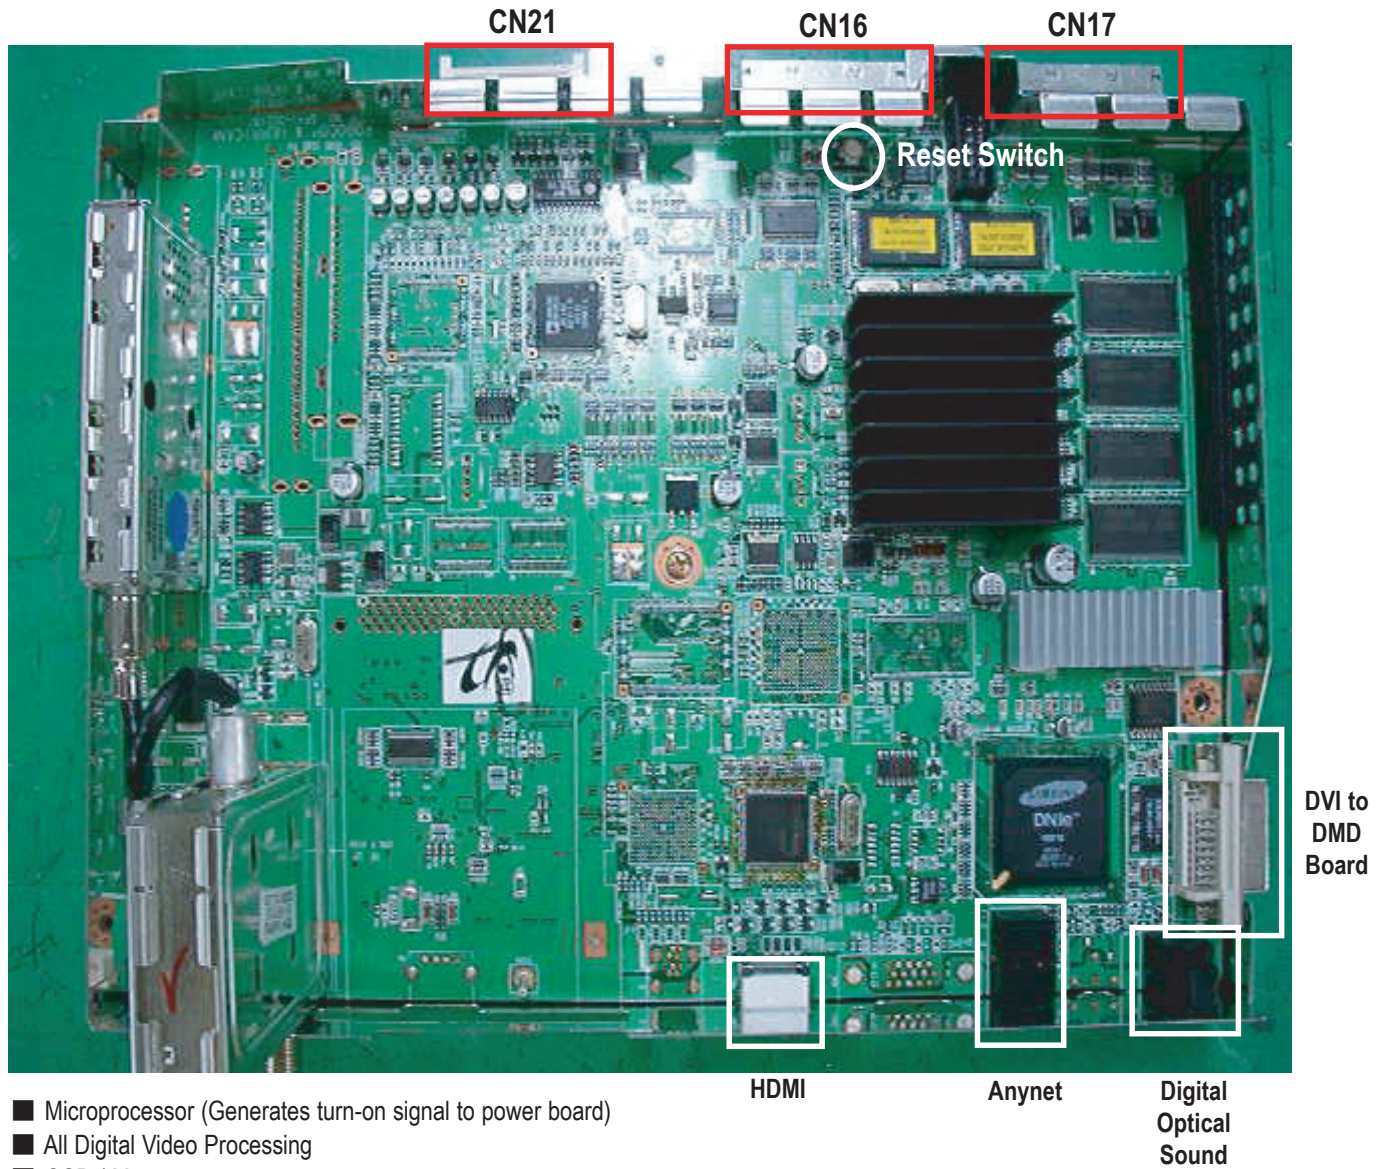 CN21
CN16
CN17
Reset Switch
DNIe
DVI to
DMD
Board
HDMI
Anynet
Digital
Optical
Sound
■ Microprocessor (Generates turn-on signal to power board)
■ All Digital Video Processing